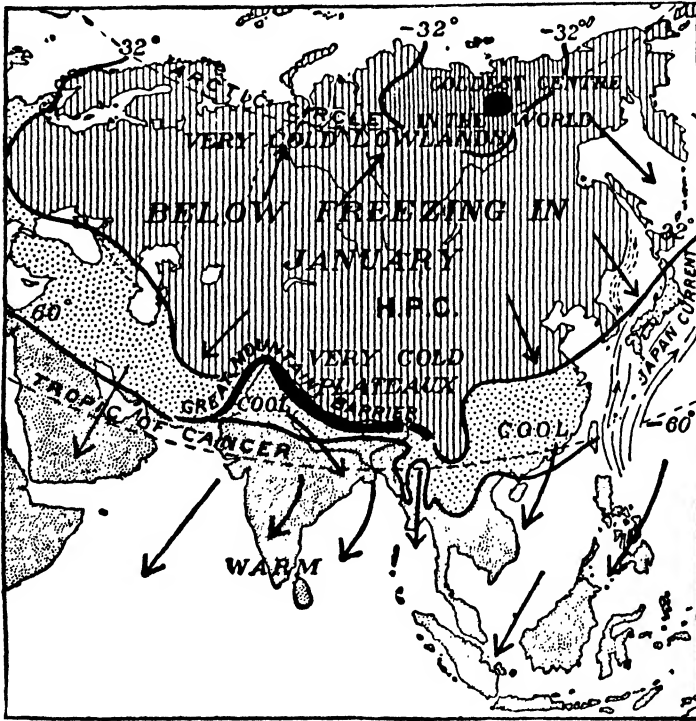 32°
-32°
-32°
ARCTIC CIRCLE
COLDEST CENTRE
IN THE WORLD
VERY COLD LOWLANDS
BELOW FREEZING IN
JANUARY
32°
H.P.C.
JAPAN CURRENT
60°
VERY COLD
PLATEAUX
GREAT MOUNTAIN
BARRIER
COOL
COOL
-60°
TROPIC OF CANCER
WARM